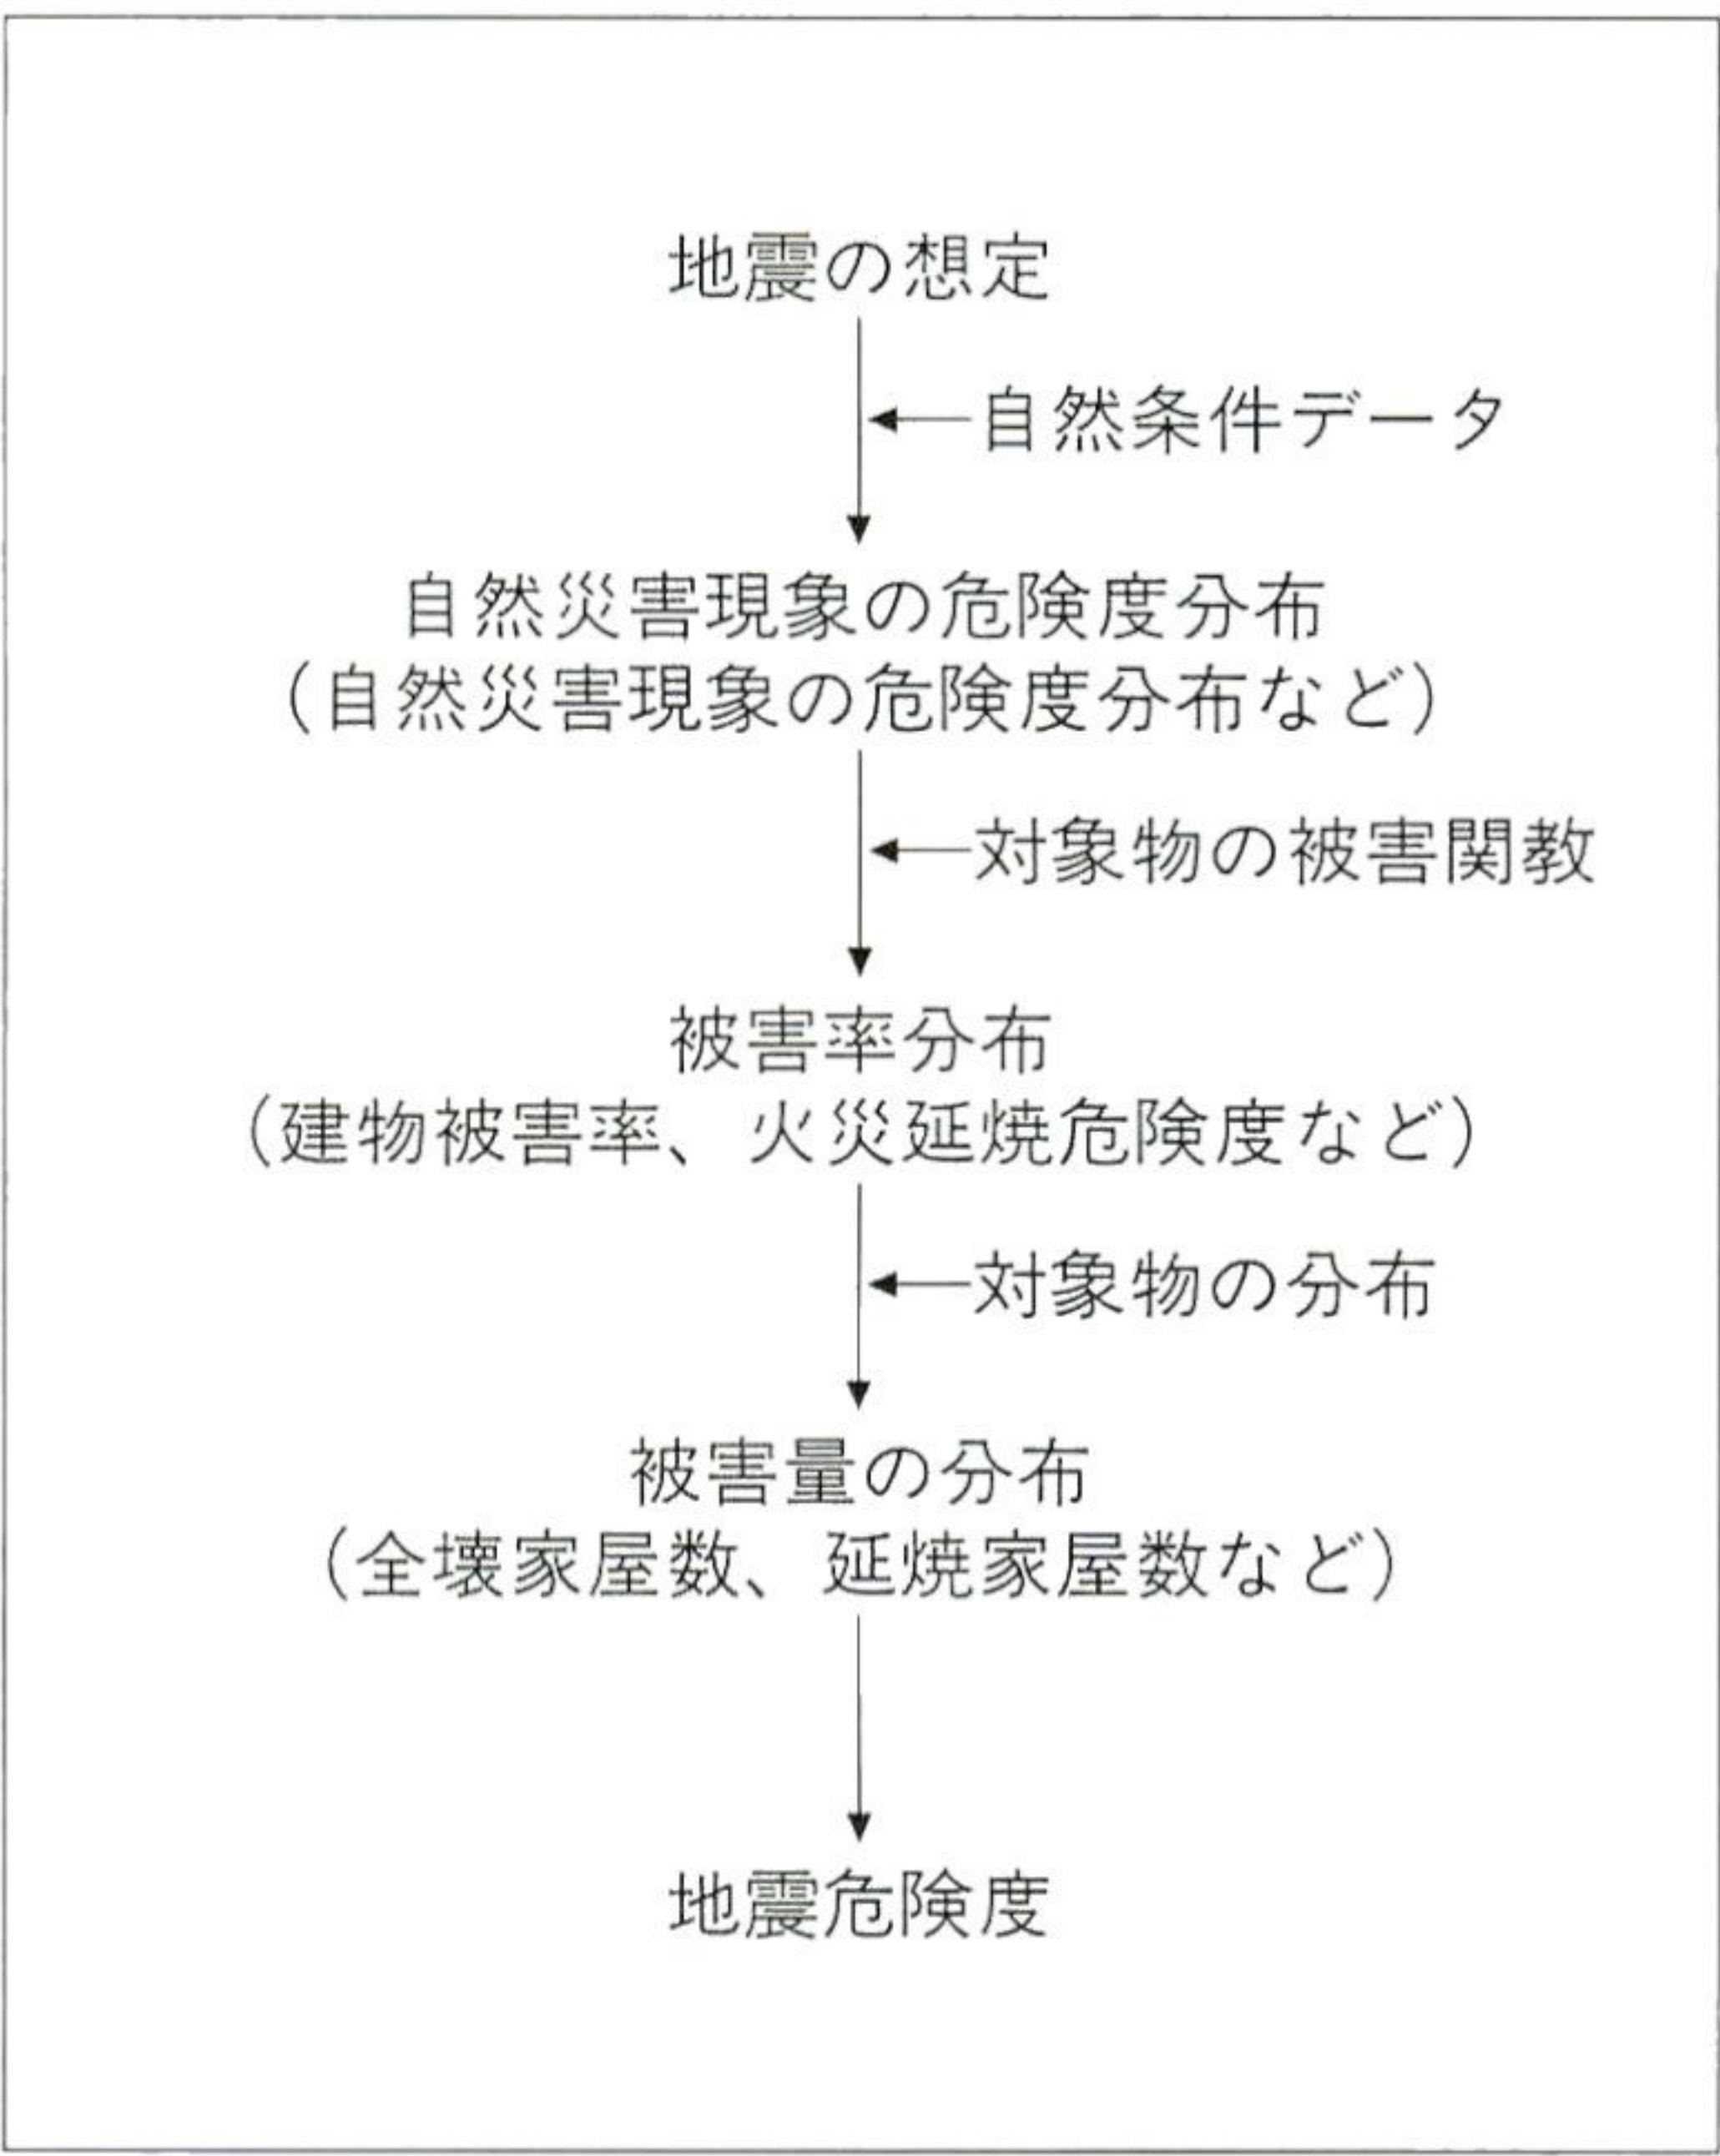 地震の想定
自然条件データ
自然災害現象の危険度分布
（自然災害現象の危険度分布など）
対象物の被害関教
被害率分布
（建物被害率、火災延焼危険度など）
対象物の分布
被害量の分布
（全壊家屋数、延焼家屋数など）
地震危険度